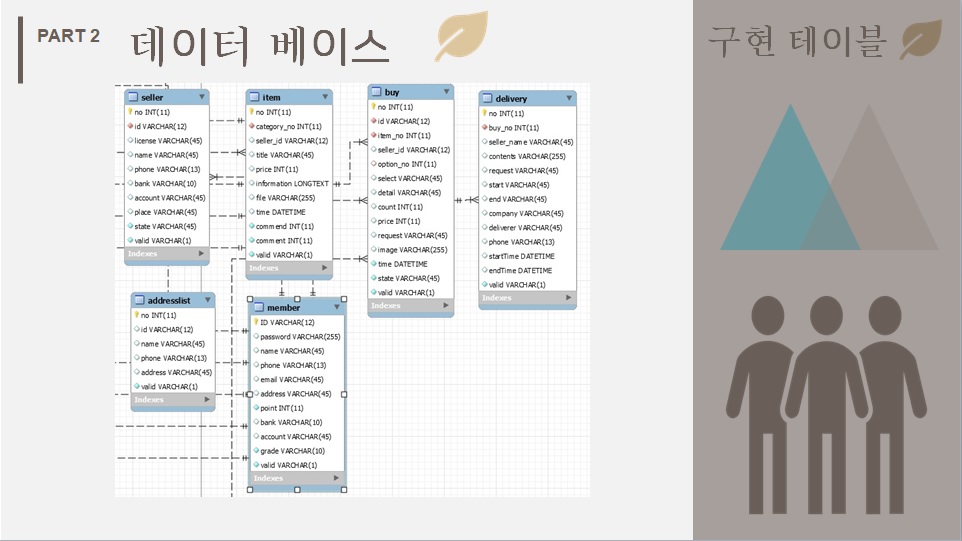 PART 2
데이터 베이스
구현 테이블
seller
no INT(11)
id VARCHAR(12)
license VARCHAR(45)
name VARCHAR(45)
phone VARCHAR(13)
bank VARCHAR(10)
account VARCHAR(45)
place VARCHAR(45)
state VARCHAR(45)
valid VARCHAR(1)
Indexes
item
no INT(11)
category_no INT(11)
seller_id VARCHAR(12)
title VARCHAR(45)
price INT(11)
information LONGTEXT
file VARCHAR(255)
time DATETIME
commend INT(11)
comment INT(11)
valid VARCHAR(1)
Indexes
buy
no INT(11)
id VARCHAR(12)
item_no INT(11)
seller_id VARCHAR(12)
option_no INT(11)
select VARCHAR(45)
detail VARCHAR(45)
count INT(11)
price INT(11)
request VARCHAR(45)
image VARCHAR(255)
time DATETIME
state VARCHAR(45)
valid VARCHAR(1)
Indexes
delivery
no INT(11)
buy_no INT(11)
seller_name VARCHAR(45)
contents VARCHAR(255)
request VARCHAR(45)
start VARCHAR(45)
end VARCHAR(45)
company VARCHAR(45)
deliverer VARCHAR(45)
phone VARCHAR(13)
startTime DATETIME
endTime DATETIME
valid VARCHAR(1)
Indexes
addresslist
no INT(11)
id VARCHAR(12)
name VARCHAR(45)
phone VARCHAR(13)
address VARCHAR(45)
valid VARCHAR(1)
Indexes
member
ID VARCHAR(12)
password VARCHAR(255)
name VARCHAR(45)
phone VARCHAR(13)
email VARCHAR(45)
address VARCHAR(45)
point INT(11)
bank VARCHAR(10)
account VARCHAR(45)
grade VARCHAR(10)
valid VARCHAR(1)
Indexes